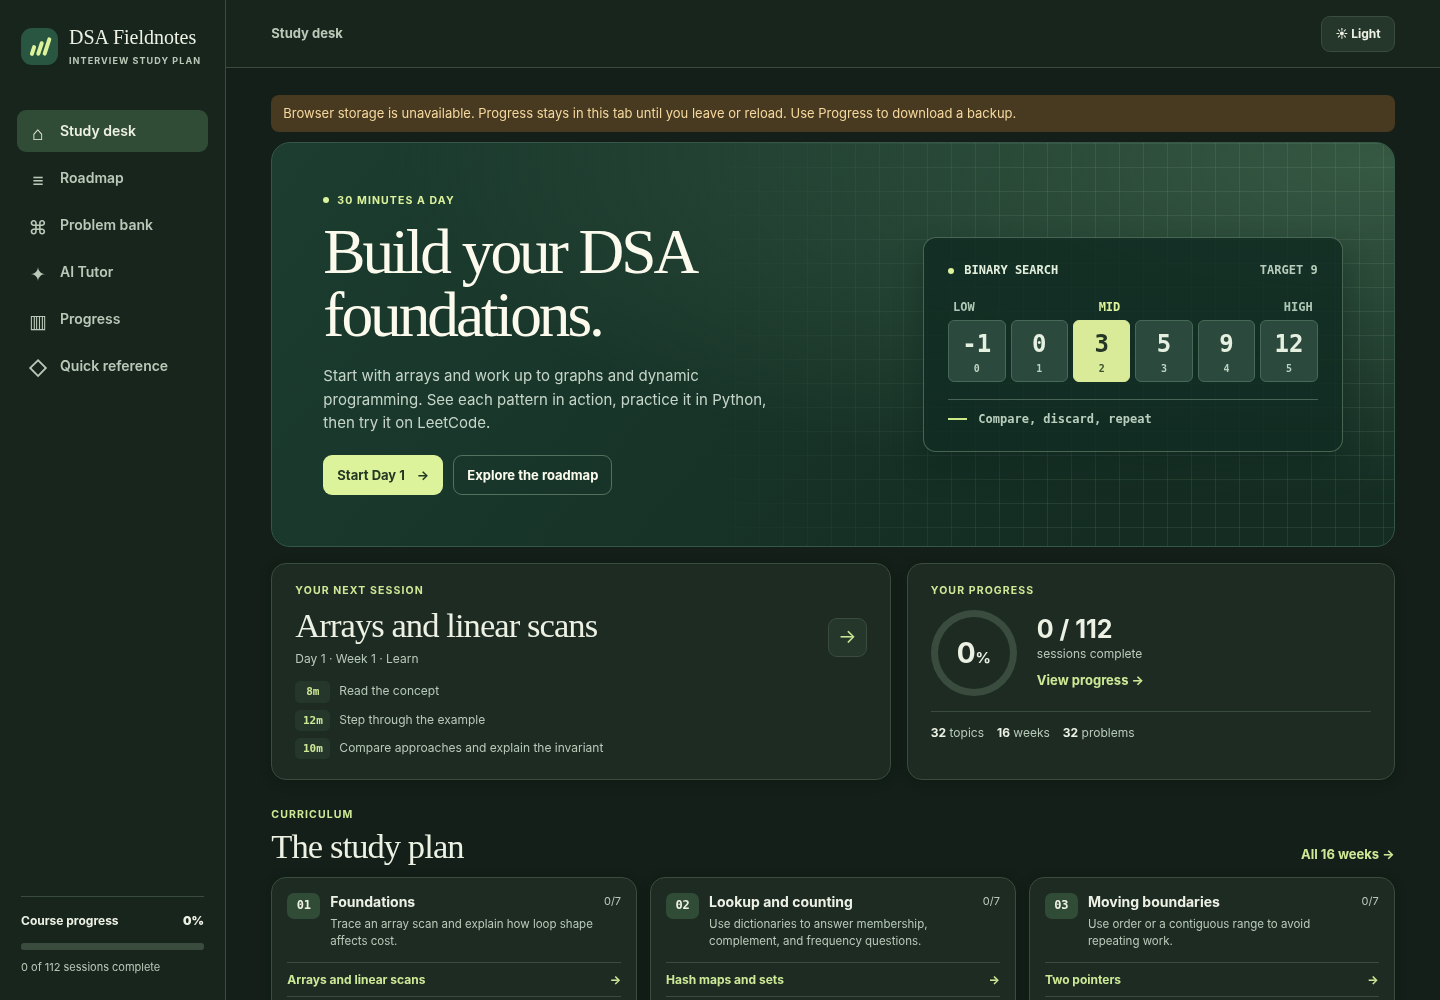 DSA Fieldnotes
INTERVIEW STUDY PLAN
Study desk
Roadmap
Problem bank
AI Tutor
Progress
Quick reference
Course progress 0%
0 of 112 sessions complete
Study desk
Light
Browser storage is unavailable. Progress stays in this tab until you leave or reload. Use Progress to download a backup.
30 MINUTES A DAY
Build your DSA
foundations.
Start with arrays and work up to graphs and dynamic
programming. See each pattern in action, practice it in Python,
then try it on LeetCode.
Start Day 1 →
Explore the roadmap
BINARY SEARCH TARGET 9
LOW MID HIGH
-1 0 3 5 9 12
0 1 2 3 4 5
Compare, discard, repeat
YOUR NEXT SESSION
Arrays and linear scans
Day 1 · Week 1 · Learn
8m Read the concept
12m Step through the example
10m Compare approaches and explain the invariant
→
YOUR PROGRESS
0%
0 / 112
sessions complete
View progress →
32 topics 16 weeks 32 problems
CURRICULUM
The study plan
All 16 weeks →
01 Foundations 0/7
Trace an array scan and explain how loop shape
affects cost.
Arrays and linear scans →
02 Lookup and counting 0/7
Use dictionaries to answer membership,
complement, and frequency questions.
Hash maps and sets →
03 Moving boundaries 0/7
Use order or a contiguous range to avoid
repeating work.
Two pointers →